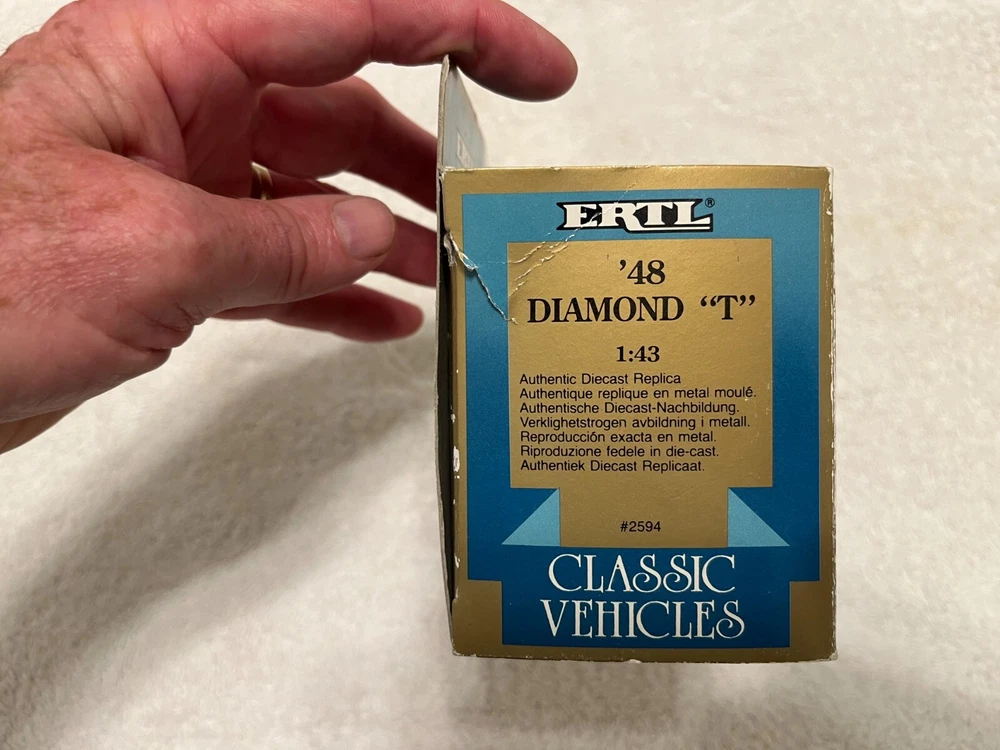 ERTL®
’48
DIAMOND “T”
1:43
Authentic Diecast Replica
Authentique replique en metal moulé.
Authentische Diecast-Nachbildung.
Verklighetstrogen avbildning i metall.
Reproducción exacta en metal.
Riproduzione fedele in die-cast.
Authentiek Diecast Replicaat.
#2594
CLASSIC
VEHICLES